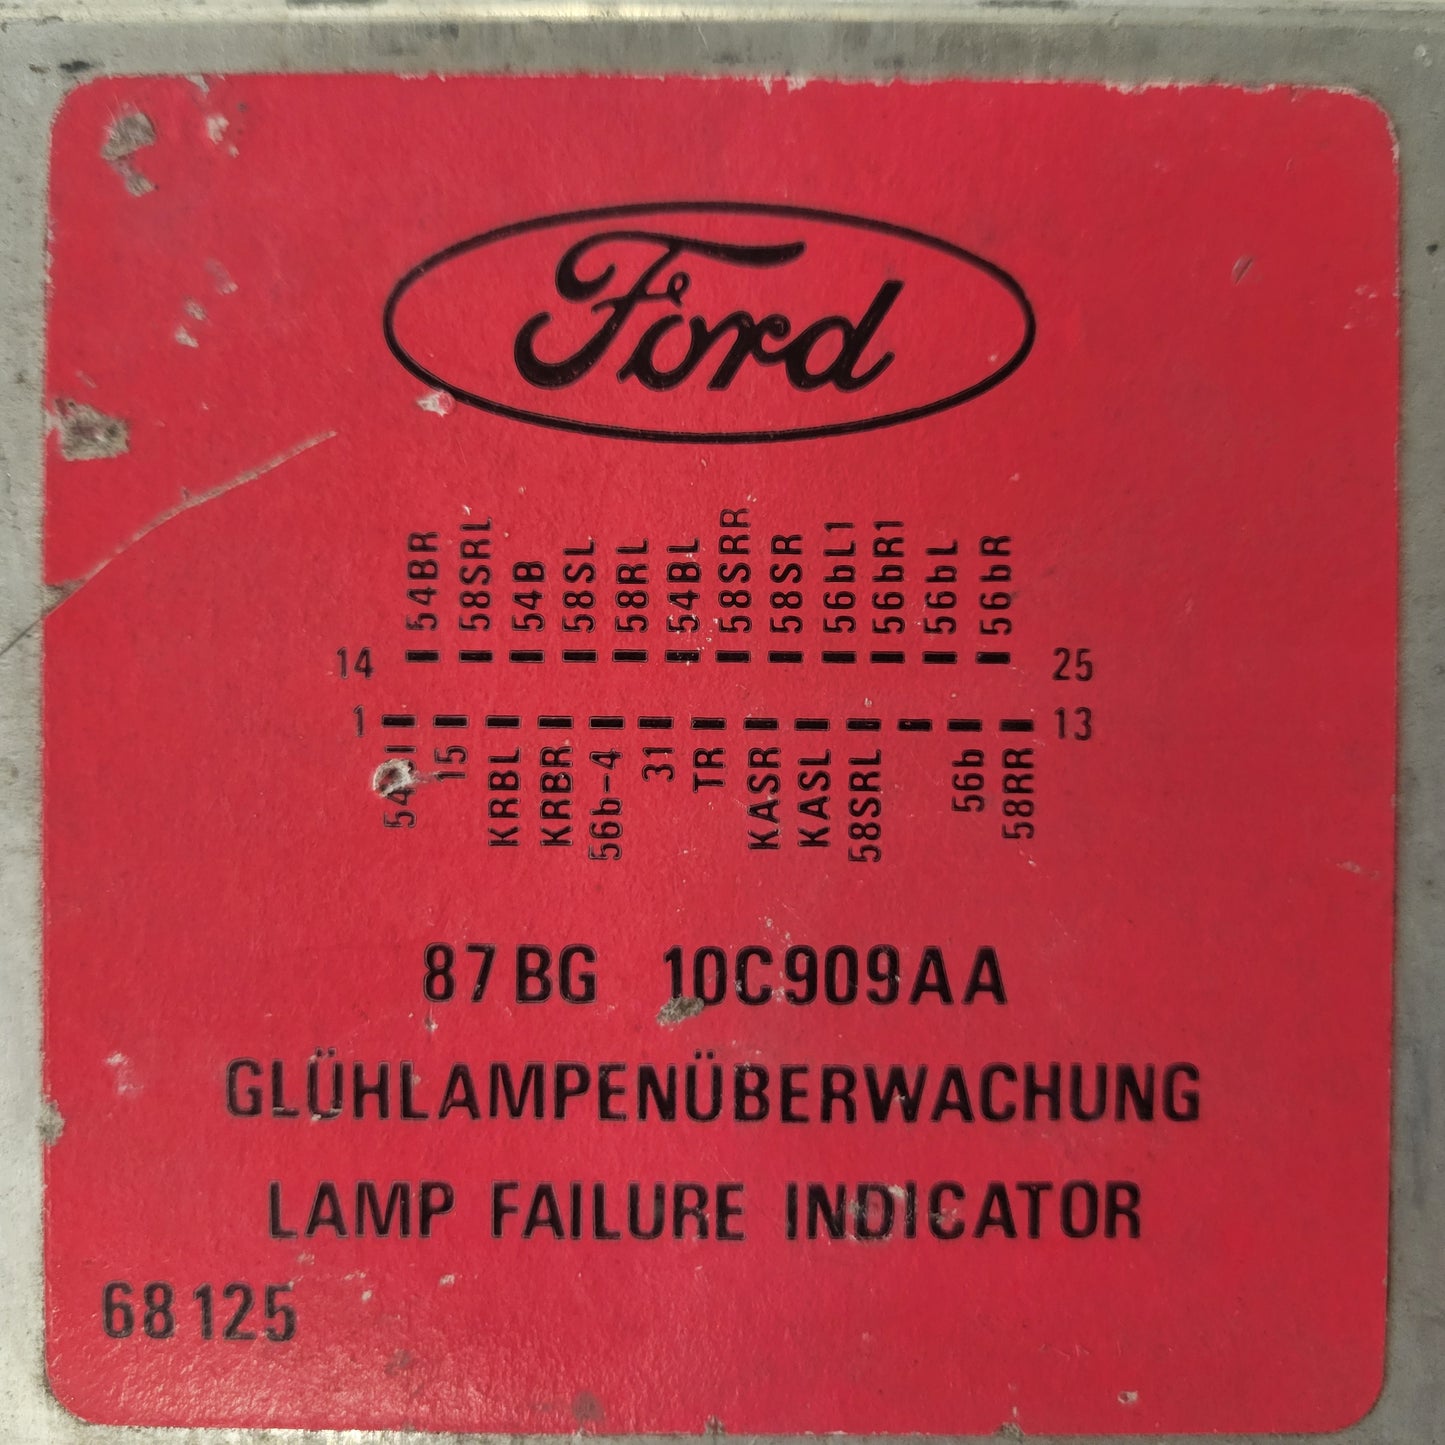 Ford
54BR 58SRL 54B 58SL 58RL 54BL 58SRR 58SR 56bL1 56bR1 56bL 56bR
14 25
1 13
15 KRBL KRBR 56b-4 31 TR KASR KASL 58SRL 56b 58RR
87BG 10C909AA
GLÜHLAMPENÜBERWACHUNG
LAMP FAILURE INDICATOR
68125